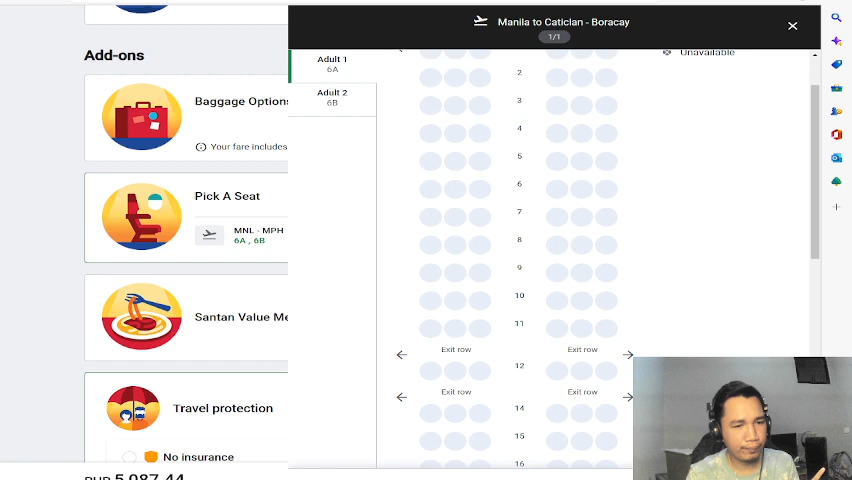 Manila to Caticlan - Boracay
1/1
Add-ons
Adult 1
6A
Adult 2
6B
Unavailable
2
3
4
5
6
7
8
9
10
11
Exit row
Exit row
12
Exit row
Exit row
14
15
16
Baggage Options
Your fare includes
Pick A Seat
MNL - MPH
6A , 6B
Santan Value Me
Travel protection
No insurance
PHP 5,087.44